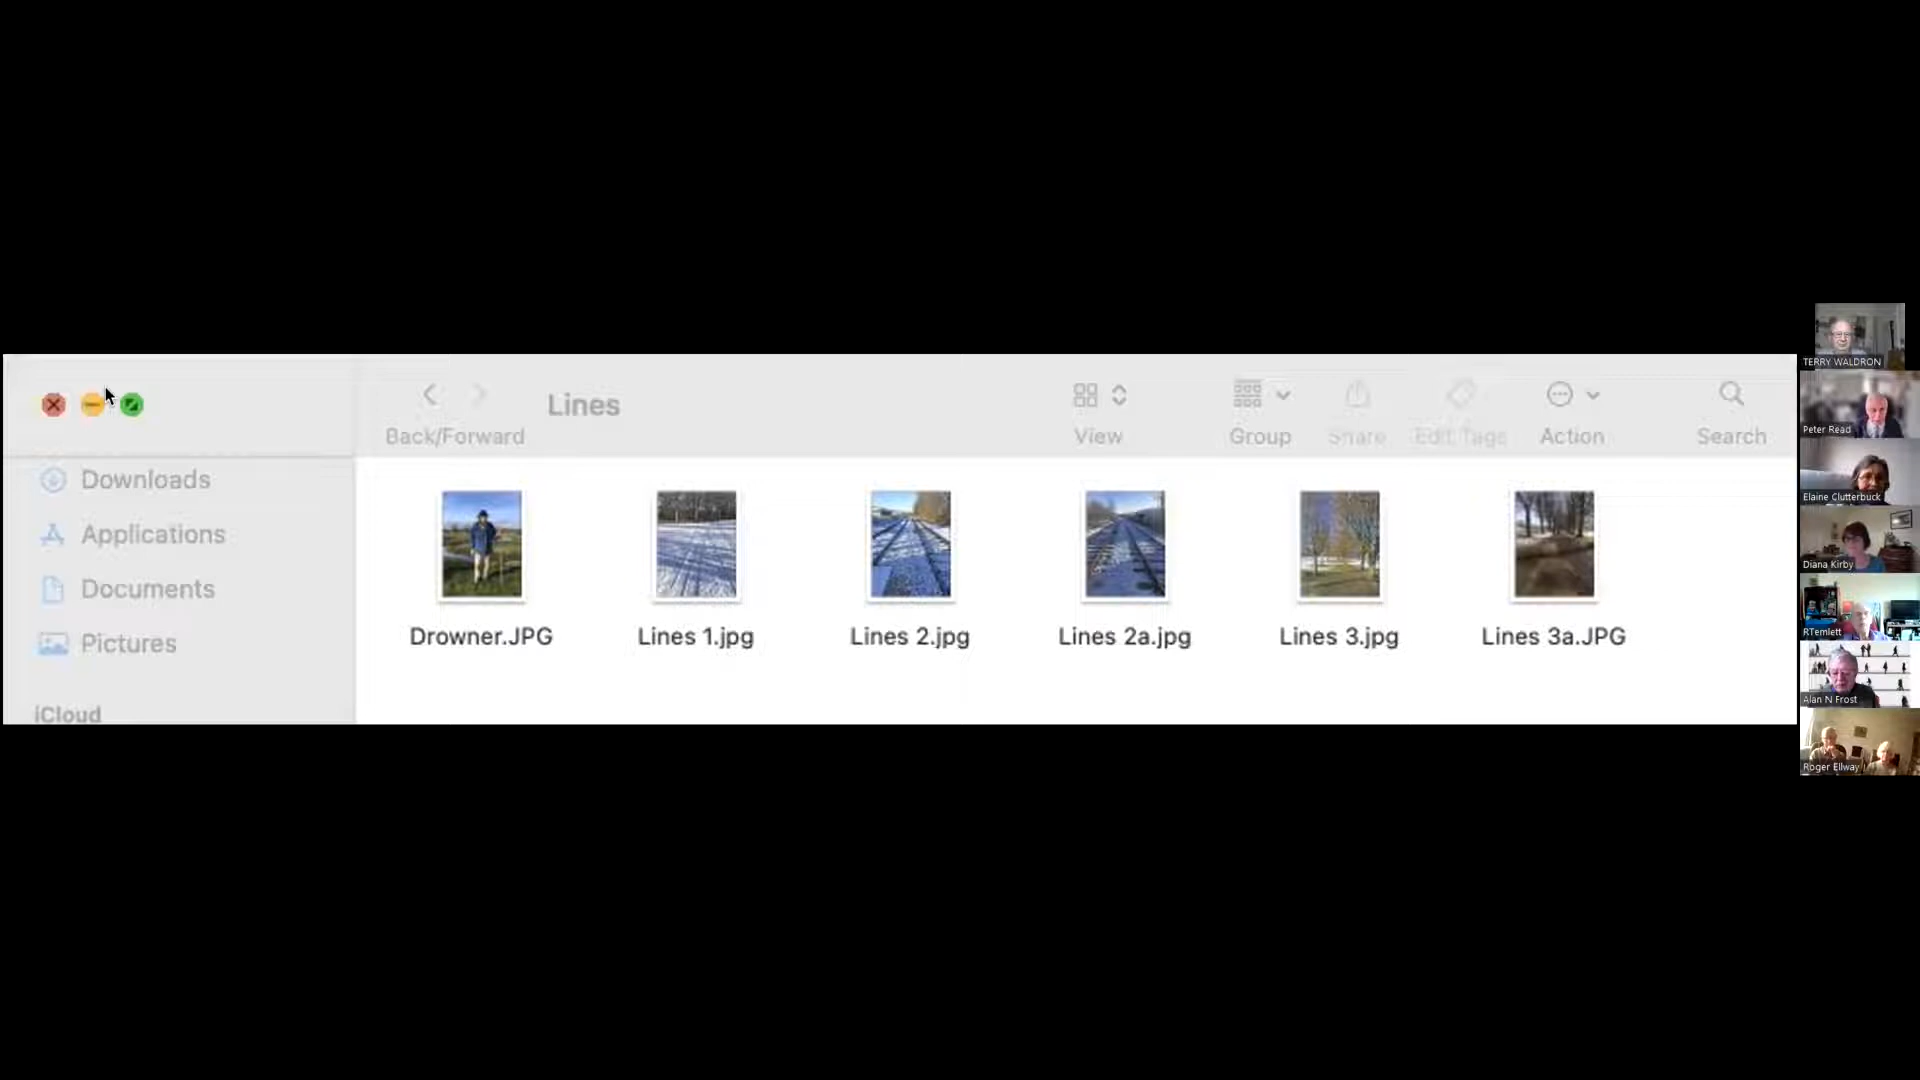 Lines
Back/Forward
View
Group
Share
Edit Tags
Action
Search
Downloads
Applications
Documents
Pictures
iCloud
Drowner.JPG
Lines 1.jpg
Lines 2.jpg
Lines 2a.jpg
Lines 3.jpg
Lines 3a.JPG
TERRY WALDRON
Peter Read
Elaine Clutterbuck
Diana Kirby
RTemlett
Alan N Frost
Roger Ellway